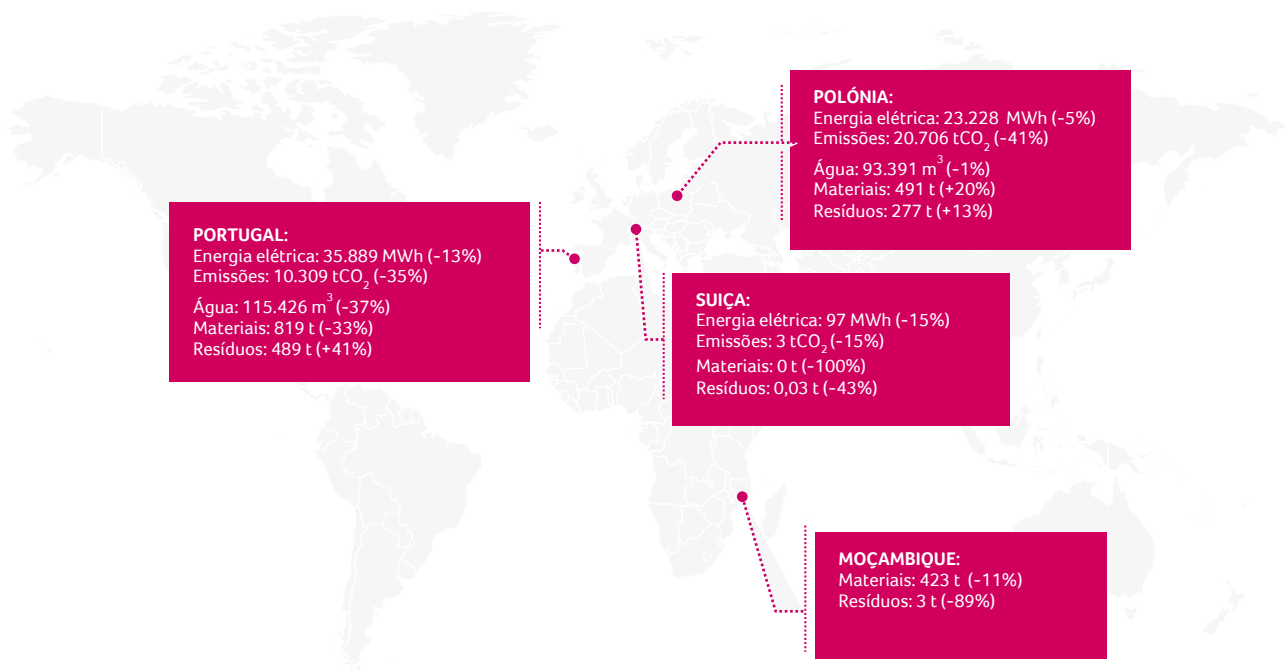 POLÓNIA:
Energia elétrica: 23.228 MWh (-5%)
Emissões: 20.706 tCO₂ (-41%)
Água: 93.391 m³ (-1%)
Materiais: 491 t (+20%)
Resíduos: 277 t (+13%)
PORTUGAL:
Energia elétrica: 35.889 MWh (-13%)
Emissões: 10.309 tCO₂ (-35%)
Água: 115.426 m³ (-37%)
Materiais: 819 t (-33%)
Resíduos: 489 t (+41%)
SUIÇA:
Energia elétrica: 97 MWh (-15%)
Emissões: 3 tCO₂ (-15%)
Materiais: 0 t (-100%)
Resíduos: 0,03 t (-43%)
MOÇAMBIQUE:
Materiais: 423 t (-11%)
Resíduos: 3 t (-89%)